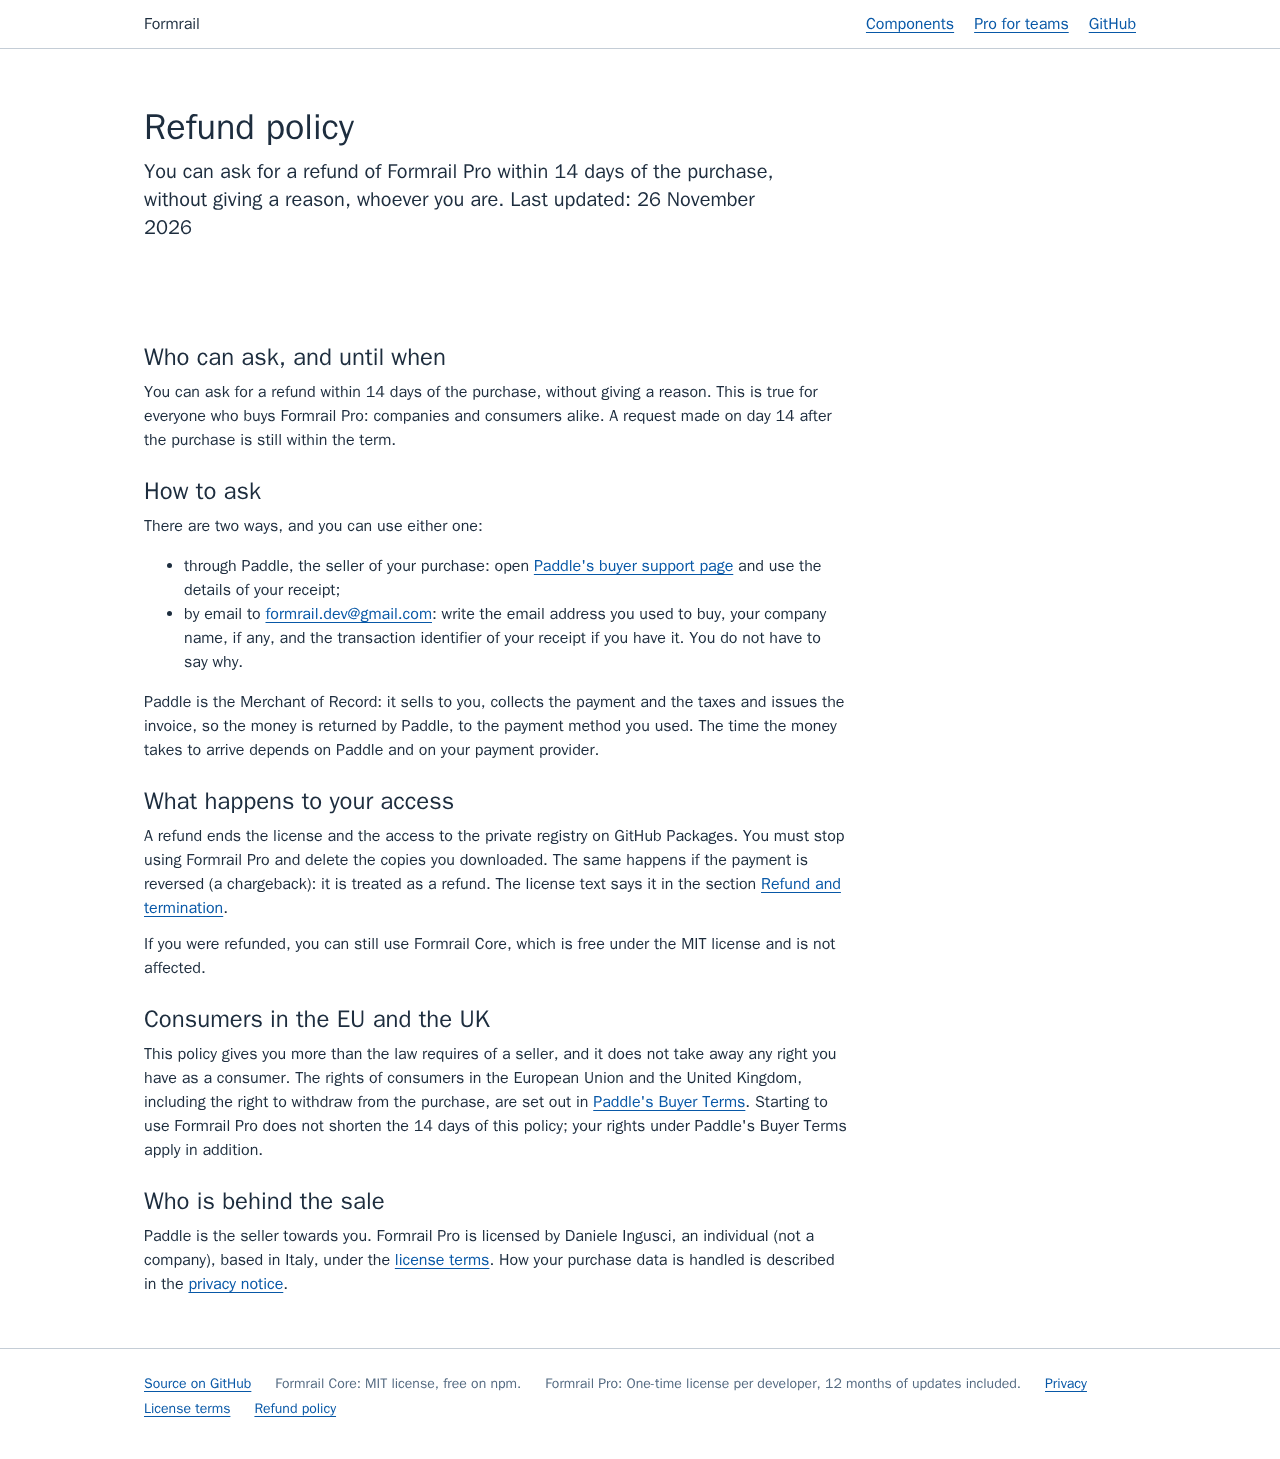 Formrail
Components Pro for teams GitHub
Refund policy
You can ask for a refund of Formrail Pro within 14 days of the purchase,
without giving a reason, whoever you are. Last updated: 26 November
2026
Who can ask, and until when
You can ask for a refund within 14 days of the purchase, without giving a reason. This is true for
everyone who buys Formrail Pro: companies and consumers alike. A request made on day 14 after
the purchase is still within the term.
How to ask
There are two ways, and you can use either one:
• through Paddle, the seller of your purchase: open Paddle's buyer support page and use the
details of your receipt;
• by email to formrail.dev@gmail.com: write the email address you used to buy, your company
name, if any, and the transaction identifier of your receipt if you have it. You do not have to
say why.
Paddle is the Merchant of Record: it sells to you, collects the payment and the taxes and issues the
invoice, so the money is returned by Paddle, to the payment method you used. The time the money
takes to arrive depends on Paddle and on your payment provider.
What happens to your access
A refund ends the license and the access to the private registry on GitHub Packages. You must stop
using Formrail Pro and delete the copies you downloaded. The same happens if the payment is
reversed (a chargeback): it is treated as a refund. The license text says it in the section Refund and
termination.
If you were refunded, you can still use Formrail Core, which is free under the MIT license and is not
affected.
Consumers in the EU and the UK
This policy gives you more than the law requires of a seller, and it does not take away any right you
have as a consumer. The rights of consumers in the European Union and the United Kingdom,
including the right to withdraw from the purchase, are set out in Paddle's Buyer Terms. Starting to
use Formrail Pro does not shorten the 14 days of this policy; your rights under Paddle's Buyer Terms
apply in addition.
Who is behind the sale
Paddle is the seller towards you. Formrail Pro is licensed by Daniele Ingusci, an individual (not a
company), based in Italy, under the license terms. How your purchase data is handled is described
in the privacy notice.
Source on GitHub Formrail Core: MIT license, free on npm. Formrail Pro: One-time license per developer, 12 months of updates included. Privacy
License terms Refund policy